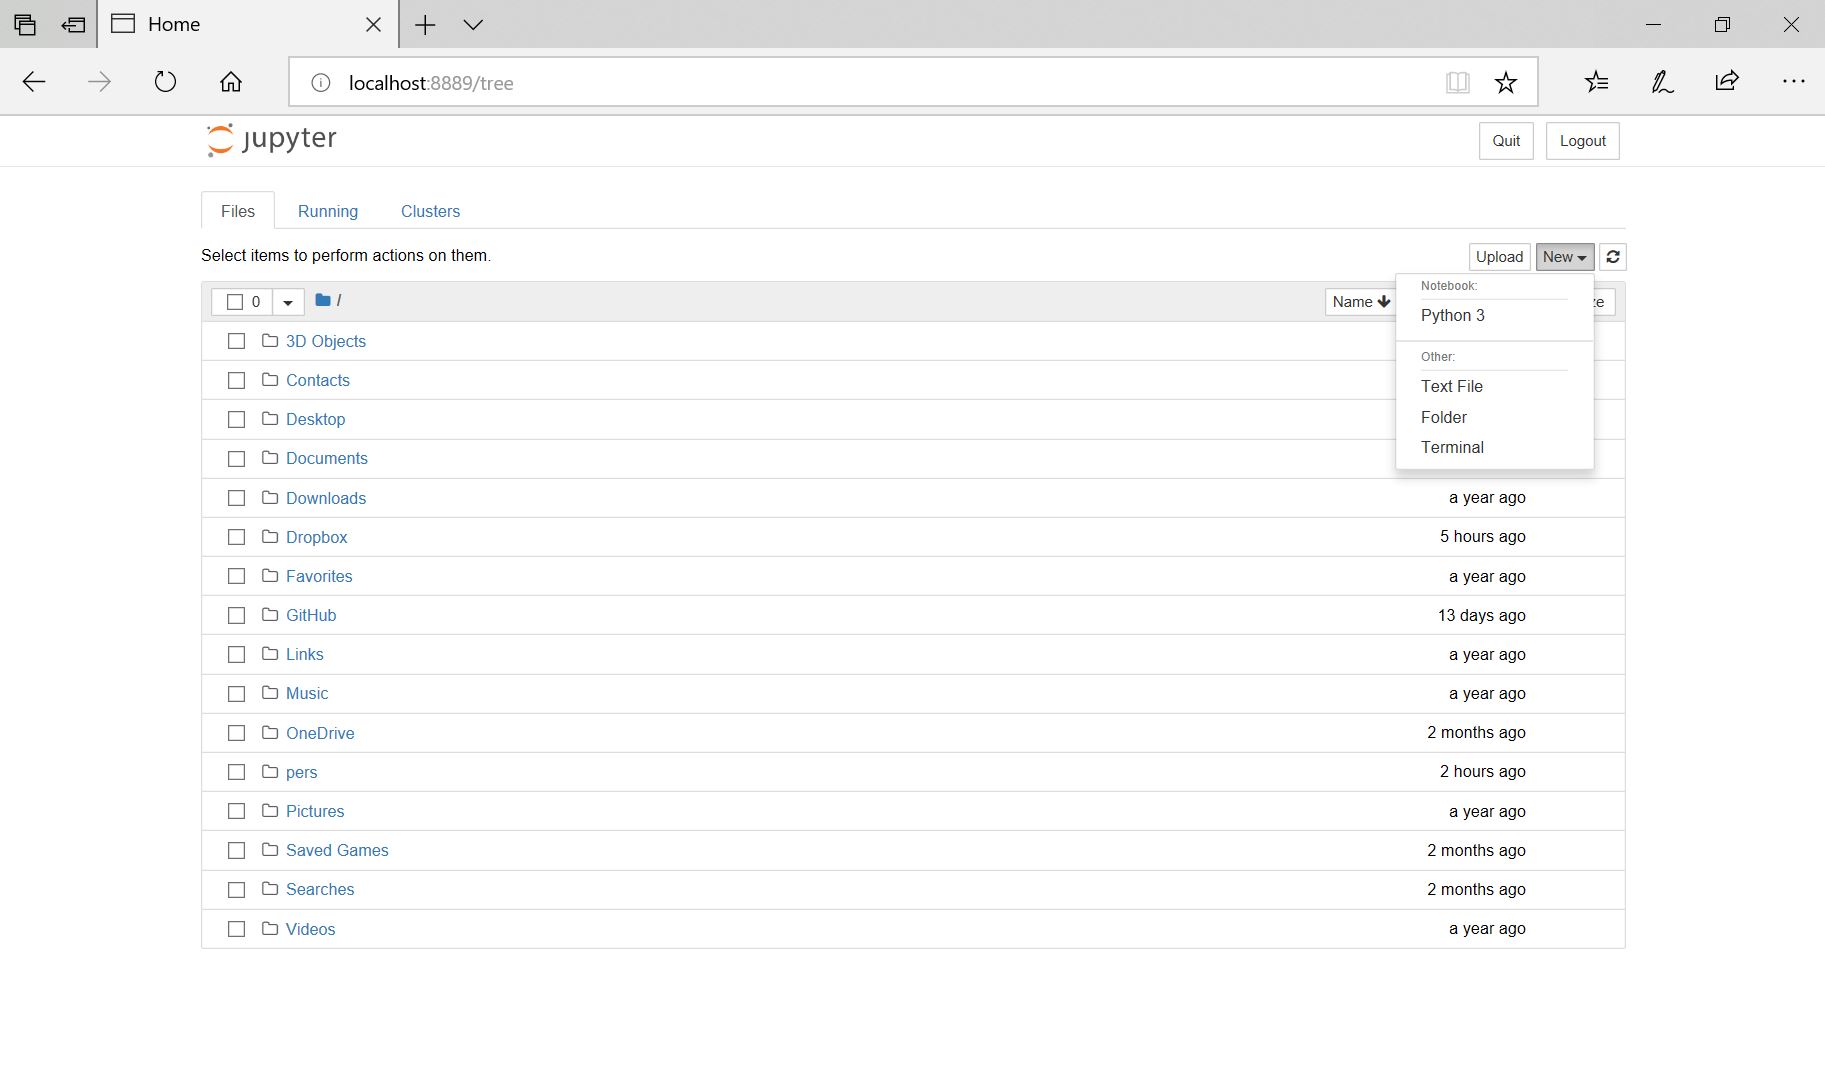 Home
localhost:8889/tree
jupyter
Quit Logout
Files Running Clusters
Select items to perform actions on them.
Upload New
0 / Name
Notebook:
Python 3
Other:
Text File
Folder
Terminal
3D Objects
Contacts
Desktop
Documents
Downloads a year ago
Dropbox 5 hours ago
Favorites a year ago
GitHub 13 days ago
Links a year ago
Music a year ago
OneDrive 2 months ago
pers 2 hours ago
Pictures a year ago
Saved Games 2 months ago
Searches 2 months ago
Videos a year ago